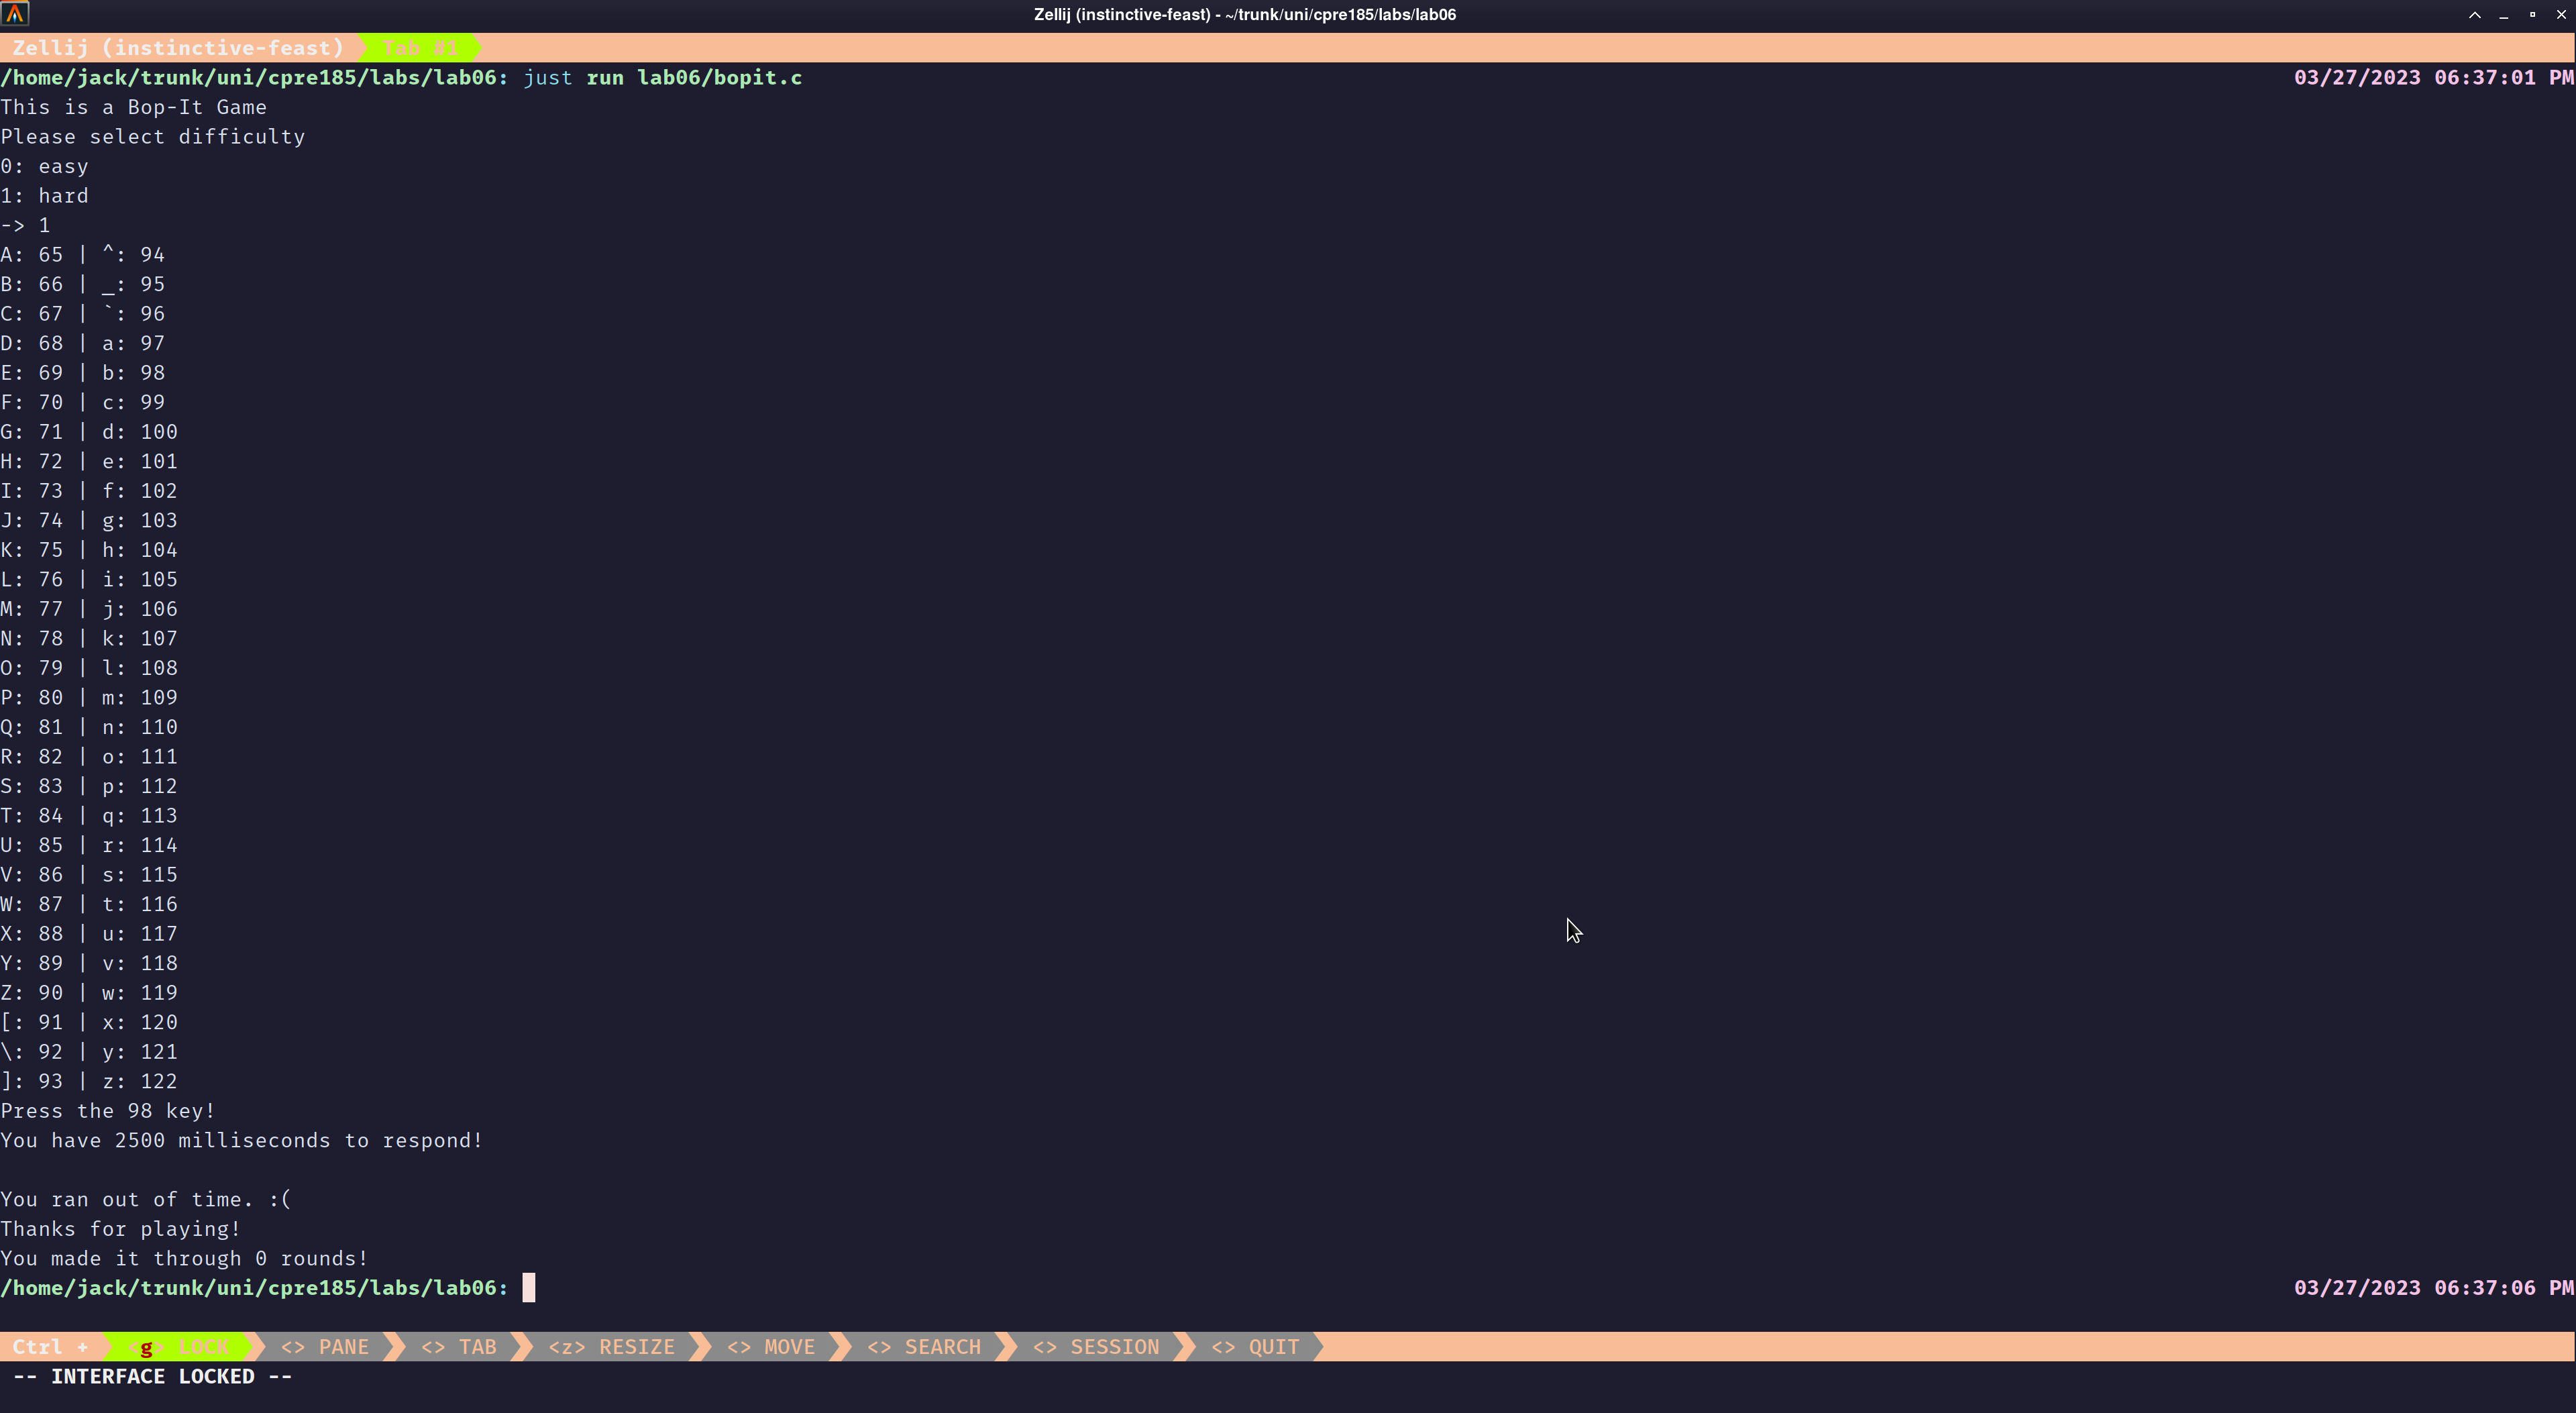 Zellij (instinctive-feast) - ~/trunk/uni/cpre185/labs/lab06
Zellij (instinctive-feast) Tab #1
/home/jack/trunk/uni/cpre185/labs/lab06: just run lab06/bopit.c 03/27/2023 06:37:01 PM
This is a Bop-It Game
Please select difficulty
0: easy
1: hard
-> 1
A: 65 | ^: 94
B: 66 | _: 95
C: 67 | `: 96
D: 68 | a: 97
E: 69 | b: 98
F: 70 | c: 99
G: 71 | d: 100
H: 72 | e: 101
I: 73 | f: 102
J: 74 | g: 103
K: 75 | h: 104
L: 76 | i: 105
M: 77 | j: 106
N: 78 | k: 107
O: 79 | l: 108
P: 80 | m: 109
Q: 81 | n: 110
R: 82 | o: 111
S: 83 | p: 112
T: 84 | q: 113
U: 85 | r: 114
V: 86 | s: 115
W: 87 | t: 116
X: 88 | u: 117
Y: 89 | v: 118
Z: 90 | w: 119
[: 91 | x: 120
\: 92 | y: 121
]: 93 | z: 122
Press the 98 key!
You have 2500 milliseconds to respond!
You ran out of time. :(
Thanks for playing!
You made it through 0 rounds!
/home/jack/trunk/uni/cpre185/labs/lab06: 03/27/2023 06:37:06 PM
Ctrl + <g> LOCK <> PANE <> TAB <z> RESIZE <> MOVE <> SEARCH <> SESSION <> QUIT
-- INTERFACE LOCKED --